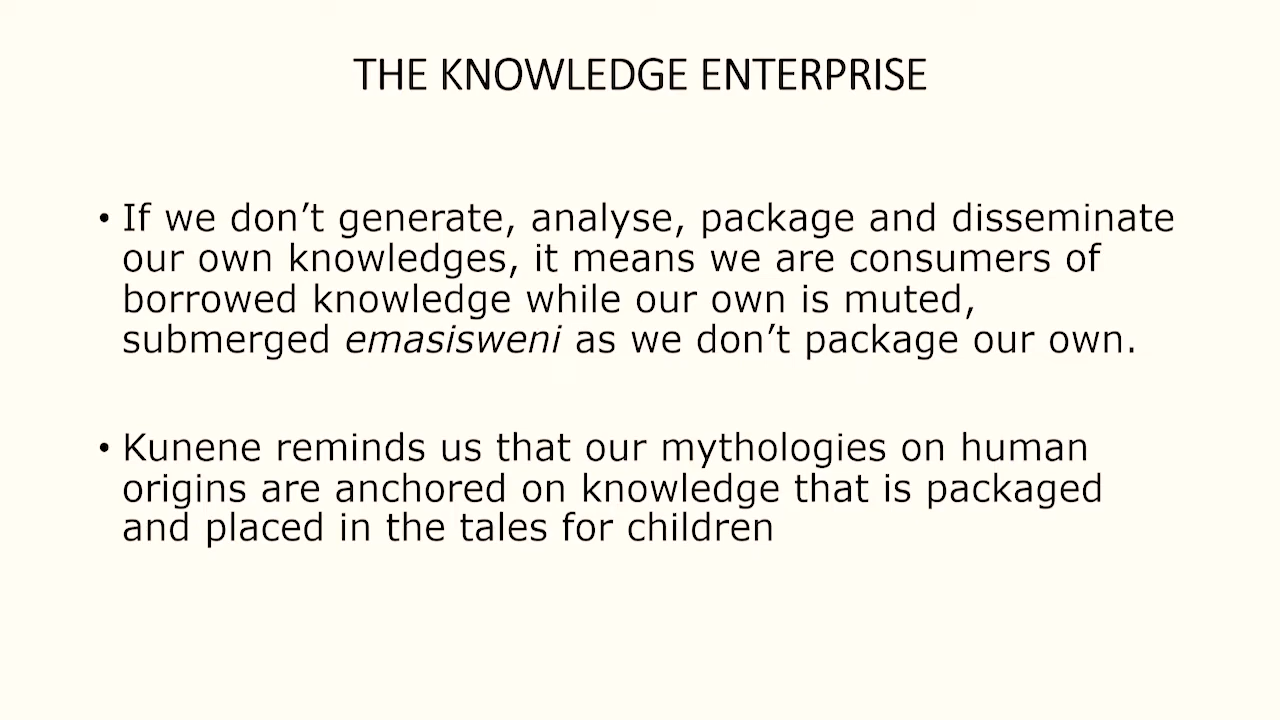 THE KNOWLEDGE ENTERPRISE
• If we don’t generate, analyse, package and disseminate
our own knowledges, it means we are consumers of
borrowed knowledge while our own is muted,
submerged emasisweni as we don’t package our own.
• Kunene reminds us that our mythologies on human
origins are anchored on knowledge that is packaged
and placed in the tales for children